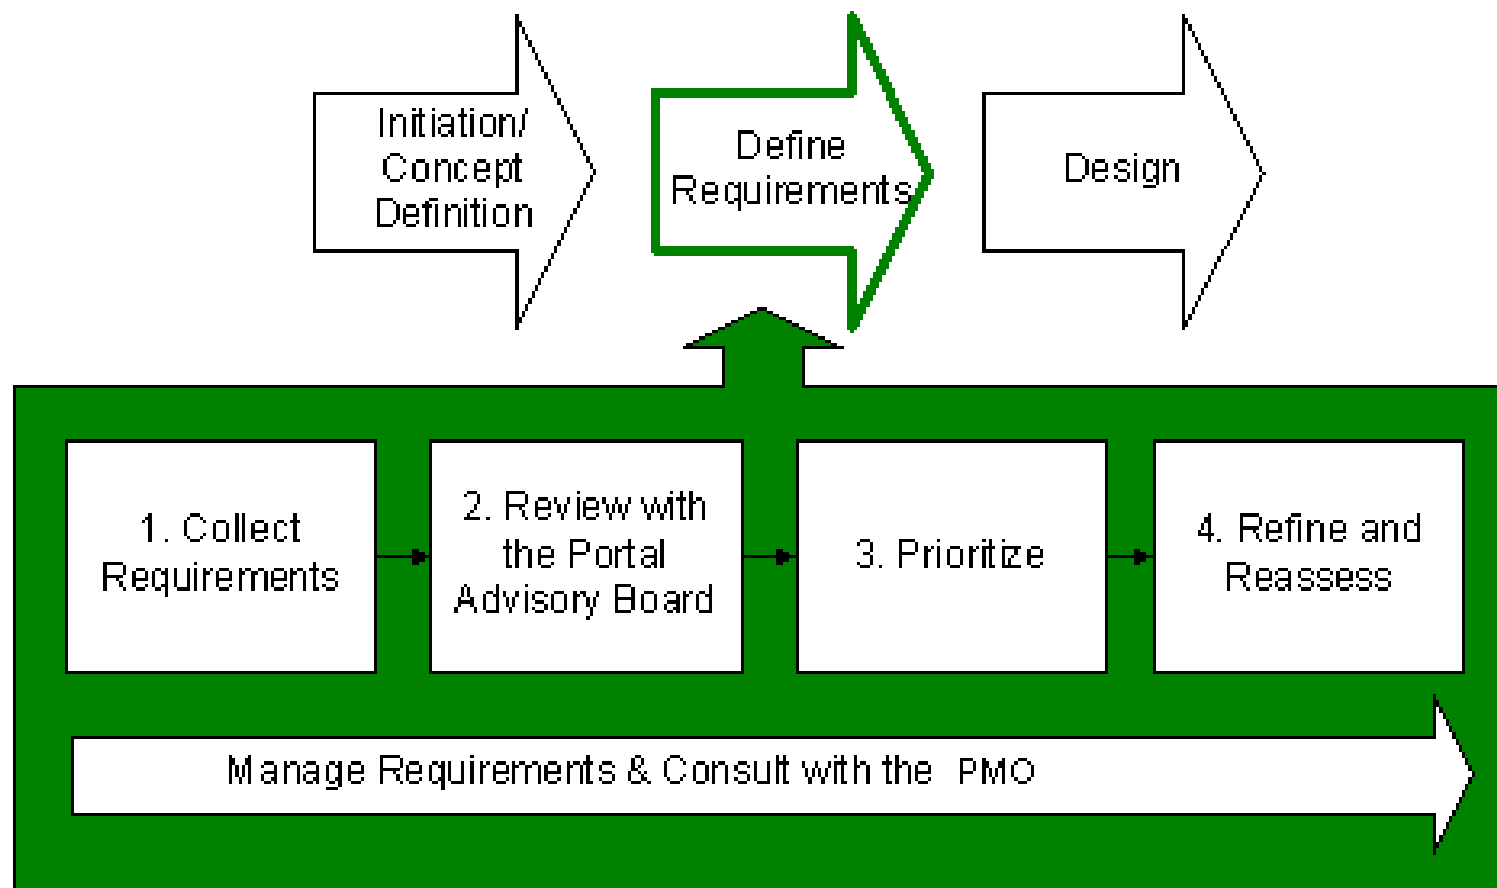 Initiation/
Concept
Definition
Define
Requirements
Design
1. Collect
Requirements
2. Review with
the Portal
Advisory Board
3. Prioritize
4. Refine and
Reassess
Manage Requirements & Consult with the PMO